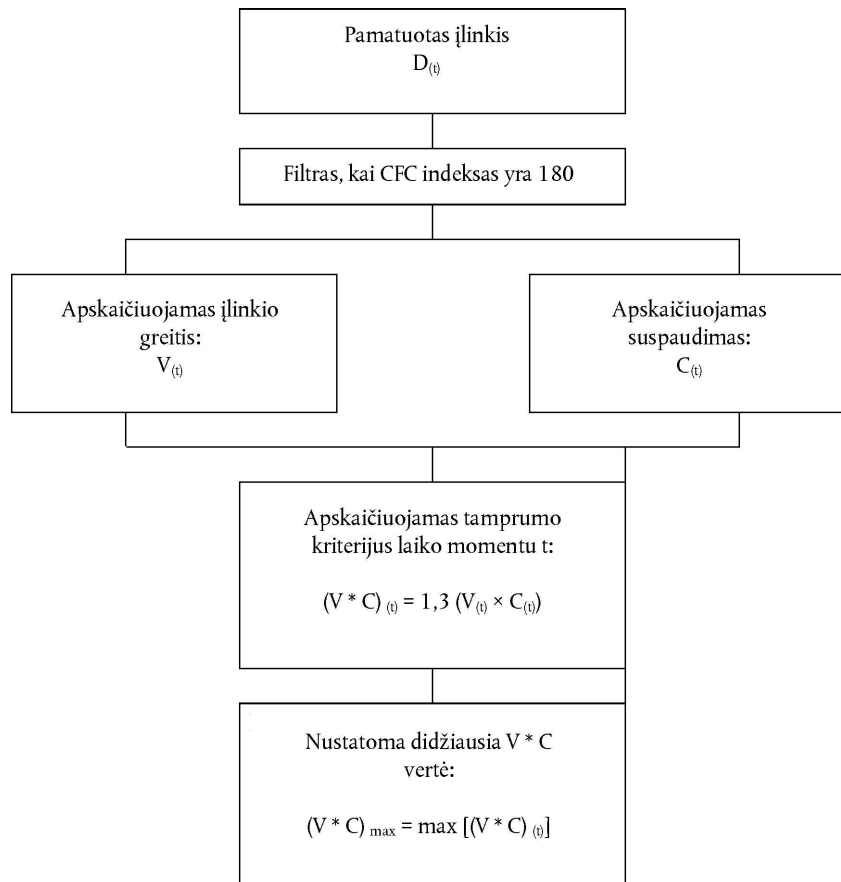 Pamatuotas įlinkis
D(t)
Filtras, kai CFC indeksas yra 180
Apskaičiuojamas įlinkio
greitis:
V(t)
Apskaičiuojamas
suspaudimas:
C(t)
Apskaičiuojamas tamprumo
kriterijus laiko momentu t:
(V * C) (t) = 1,3 (V(t) × C(t))
Nustatoma didžiausia V * C
vertė:
(V * C) max = max [(V * C) (t)]